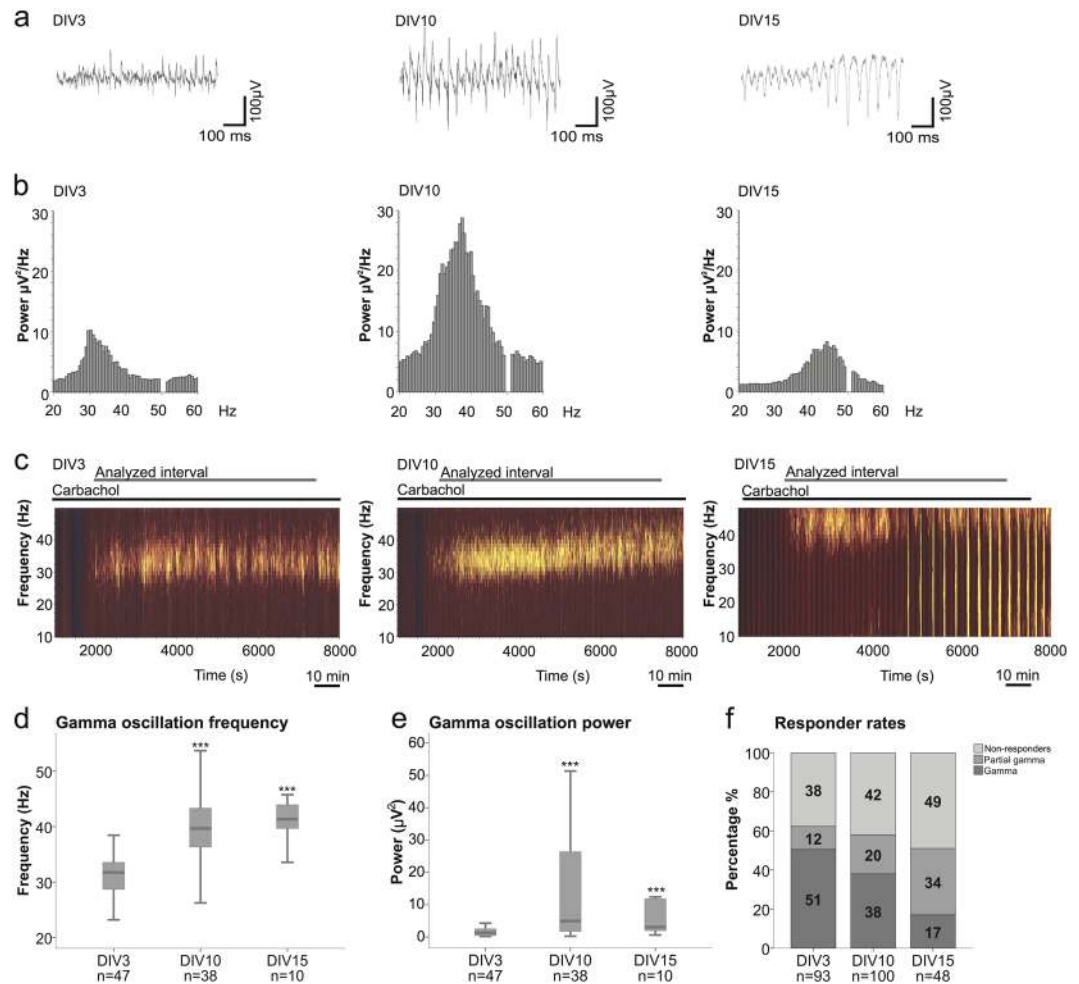 a
DIV3
DIV10
DIV15
100µV
100 ms
100µV
100 ms
100µV
100 ms
b
DIV3
DIV10
DIV15
Power µV²/Hz
30
20
10
0
20 30 40 50 60 Hz
Power µV²/Hz
30
20
10
0
20 30 40 50 60 Hz
Power µV²/Hz
30
20
10
0
20 30 40 50 60 Hz
c
DIV3
Analyzed interval
Carbachol
Frequency (Hz)
40
30
20
10
2000 4000 6000 8000
Time (s)
10 min
DIV10
Analyzed interval
Carbachol
Frequency (Hz)
40
30
20
10
2000 4000 6000 8000
Time (s)
10 min
DIV15
Analyzed interval
Carbachol
Frequency (Hz)
40
30
20
10
2000 4000 6000 8000
Time (s)
10 min
d Gamma oscillation frequency
Frequency (Hz)
50
40
30
20
***
***
DIV3 DIV10 DIV15
n=47 n=38 n=10
e Gamma oscillation power
Power (µV²)
60
50
40
30
20
10
0
***
***
DIV3 DIV10 DIV15
n=47 n=38 n=10
f Responder rates
Non-responders
Partial gamma
Gamma
Percentage %
100
80
60
40
20
0
38 42 49
12 20 34
51 38 17
DIV3 DIV10 DIV15
n=93 n=100 n=48